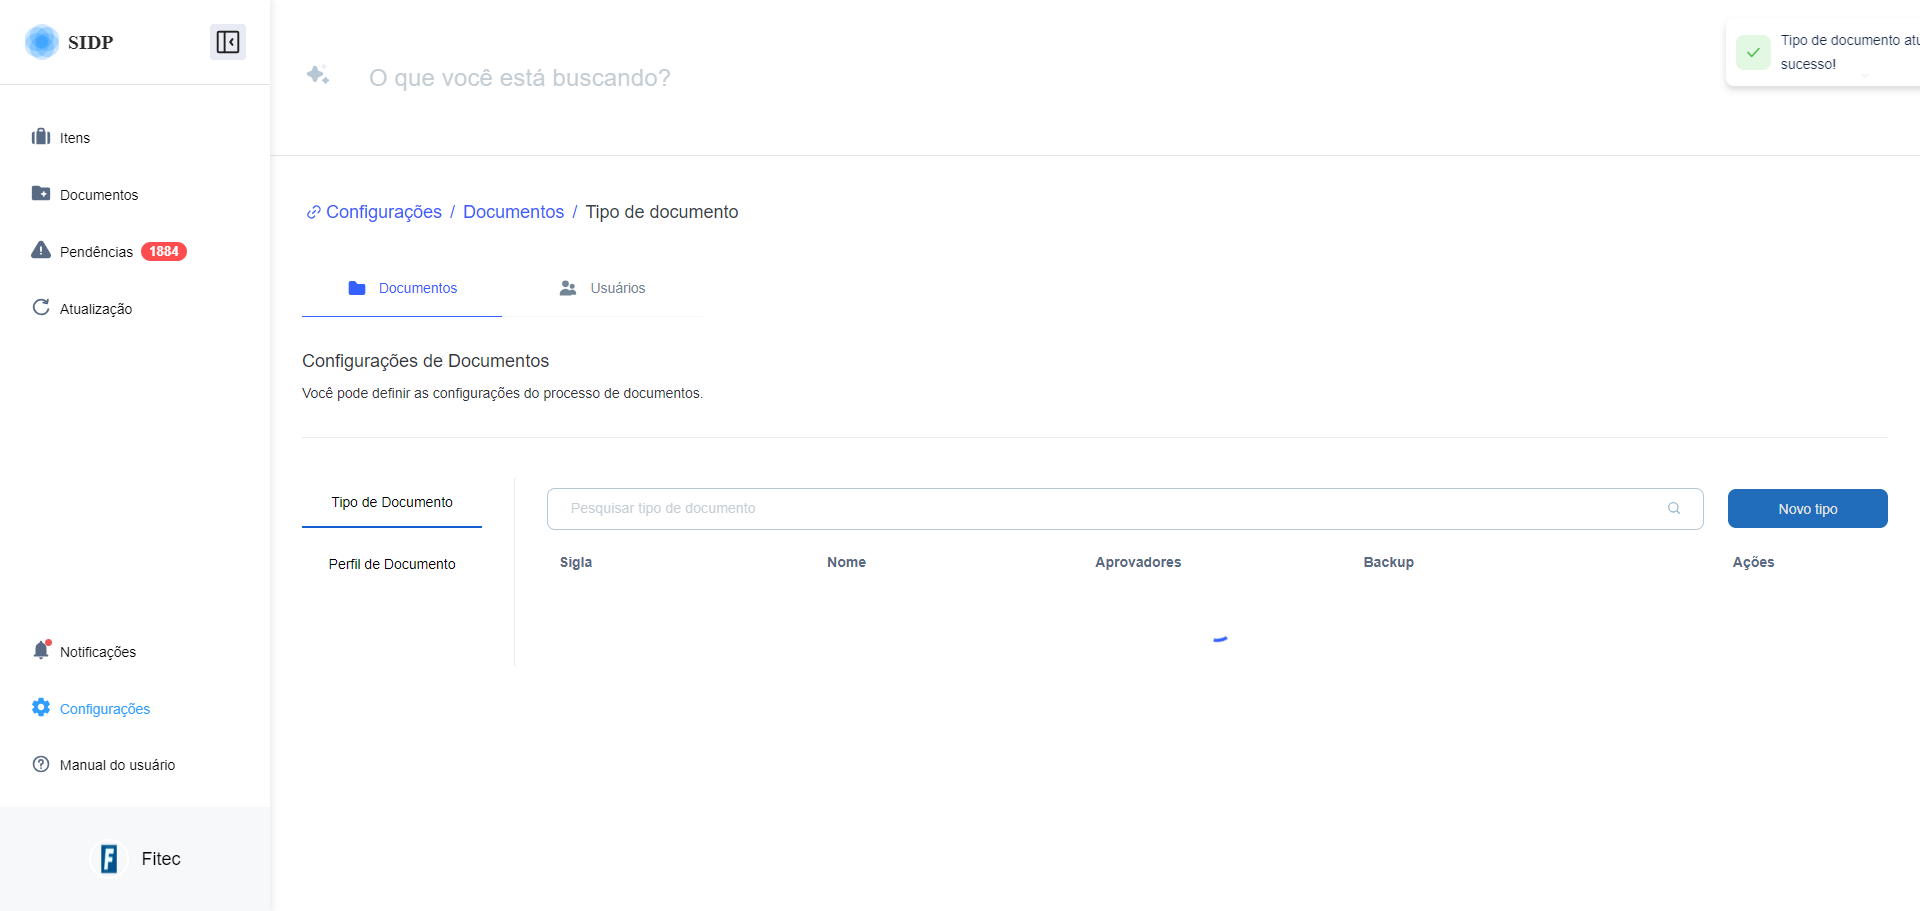 SIDP
O que você está buscando?
Tipo de documento
sucesso!
Itens
Documentos
Pendências 1884
Atualização
Configurações / Documentos / Tipo de documento
Documentos
Usuários
Configurações de Documentos
Você pode definir as configurações do processo de documentos.
Tipo de Documento
Perfil de Documento
Pesquisar tipo de documento
Novo tipo
Sigla Nome Aprovadores Backup Ações
Notificações
Configurações
Manual do usuário
F Fitec